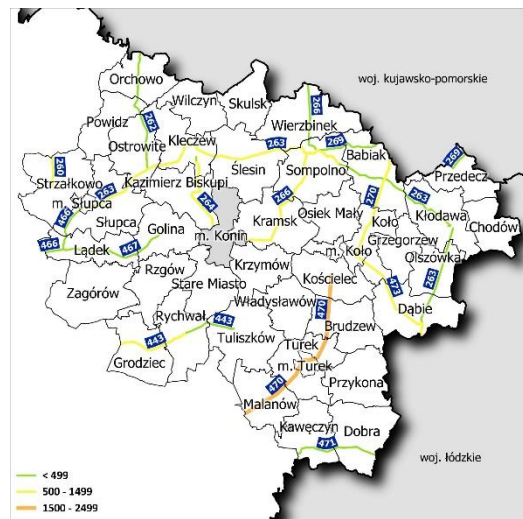 woj. kujawsko-pomorskie
Orchowo
Wilczyn
Skulsk
266
Powidz
262
Wierzbinek
Ostrowite
Kleczew
263
269
Babiak
269
260
Ślesin
Sompolno
Przedecz
Strzałkowo
263
Kazimierz Biskupi
266
270
263
m. Słupca
264
Osiek Mały
Koło
Kłodawa
Chodów
466
Słupca
Kramsk
Grzegorzew
466
Lądek
467
Golina
m. Konin
m. Koło
Olszówka
Rzgów
Krzymów
Kościelec
473
263
Zagórów
Stare Miasto
Władysławów
470
Dąbie
Rychwał
443
Brudzew
443
Tuliszków
Turek
Grodziec
m. Turek
470
Przykona
Malanów
Kawęczyn
Dobra
471
woj. łódzkie
< 499
500 - 1499
1500 - 2499